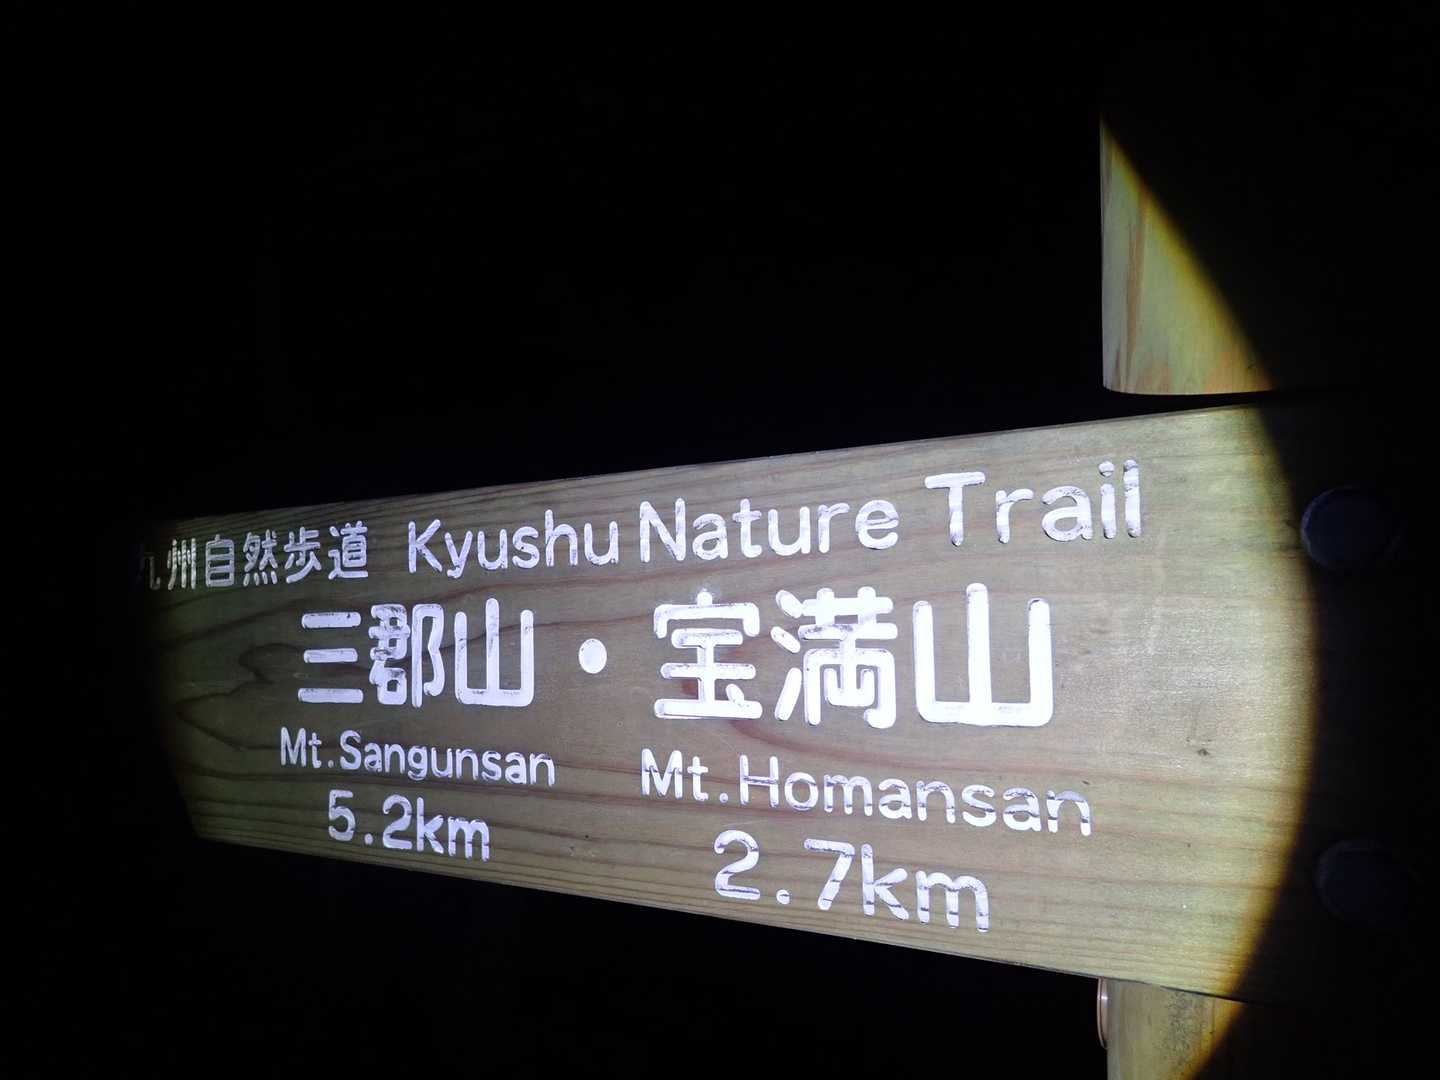 九州自然歩道 Kyushu Nature Trail
三郡山・宝満山
Mt.Sangunsan Mt.Homansan
5.2km 2.7km